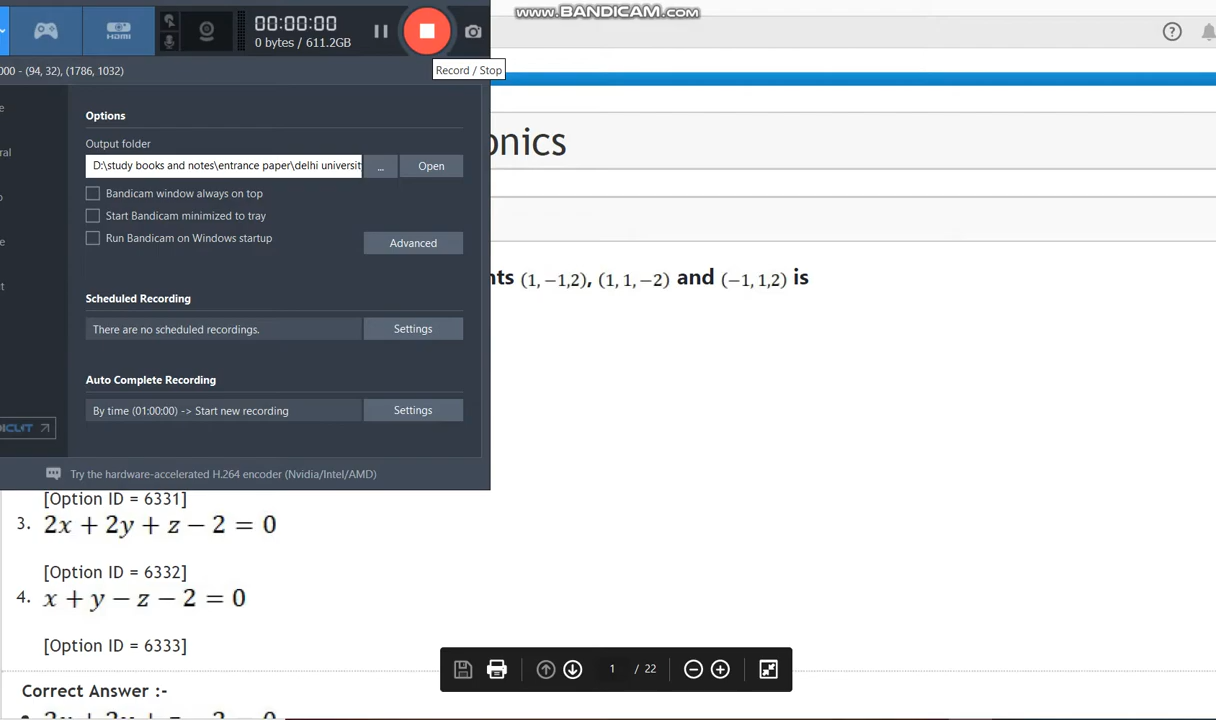 www.BANDICAM.com
HDMI
00:00:00
0 bytes / 611.2GB
000 - (94, 32), (1786, 1032)
Record / Stop
Options
Output folder
D:\study books and notes\entrance paper\delhi universit
...
Open
Bandicam window always on top
Start Bandicam minimized to tray
Run Bandicam on Windows startup
Advanced
Scheduled Recording
There are no scheduled recordings.
Settings
Auto Complete Recording
By time (01:00:00) -> Start new recording
Settings
Try the hardware-accelerated H.264 encoder (Nvidia/Intel/AMD)
onics
nts (1, −1,2), (1, 1, −2) and (−1, 1,2) is
[Option ID = 6331]
3. 2x + 2y + z − 2 = 0
[Option ID = 6332]
4. x + y − z − 2 = 0
[Option ID = 6333]
1 / 22
Correct Answer :-
2x + 2y + z − 2 = 0